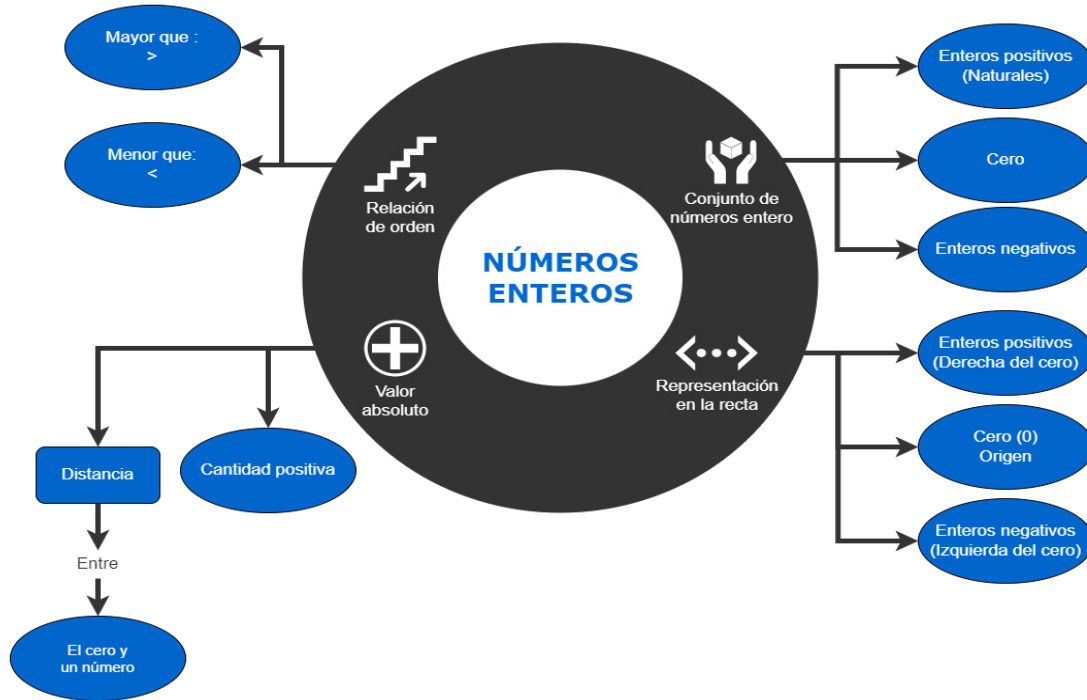 Mayor que :
>
Menor que:
<
Relación
de orden
Conjunto de
números entero
Enteros positivos
(Naturales)
Cero
Enteros negativos
NÚMEROS
ENTEROS
Valor
absoluto
Representación
en la recta
Enteros positivos
(Derecha del cero)
Cero (0)
Origen
Enteros negativos
(Izquierda del cero)
Distancia
Cantidad positiva
Entre
El cero y
un número